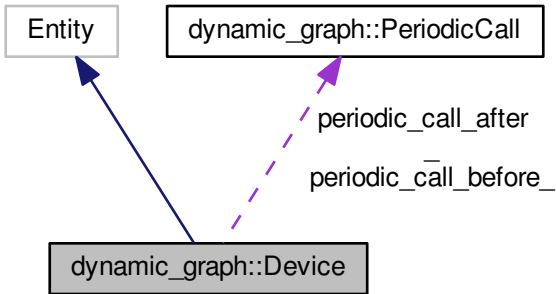 Entity
dynamic_graph::PeriodicCall
periodic_call_after
_
periodic_call_before_
dynamic_graph::Device